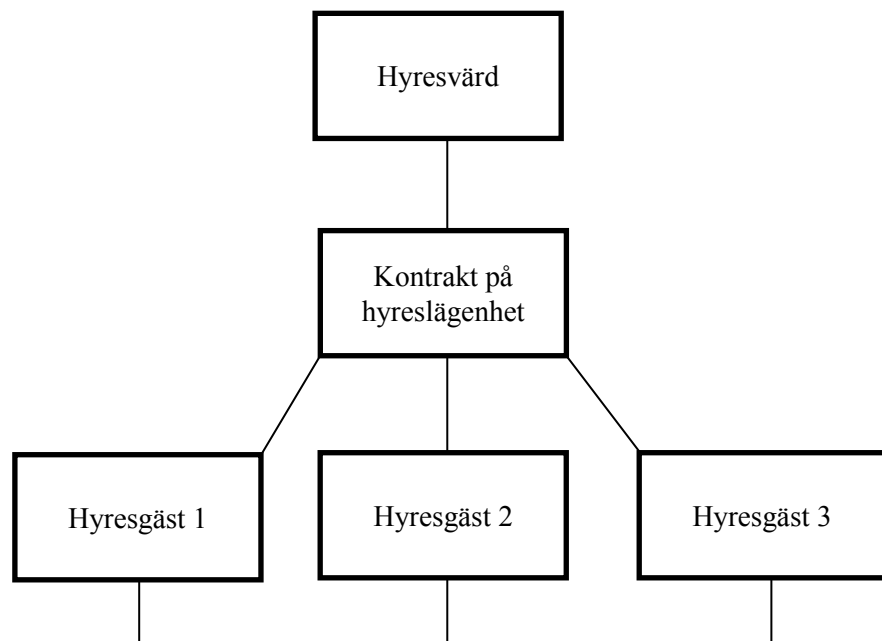 Hyresvärd
Kontrakt på
hyreslägenhet
Hyresgäst 1
Hyresgäst 2
Hyresgäst 3